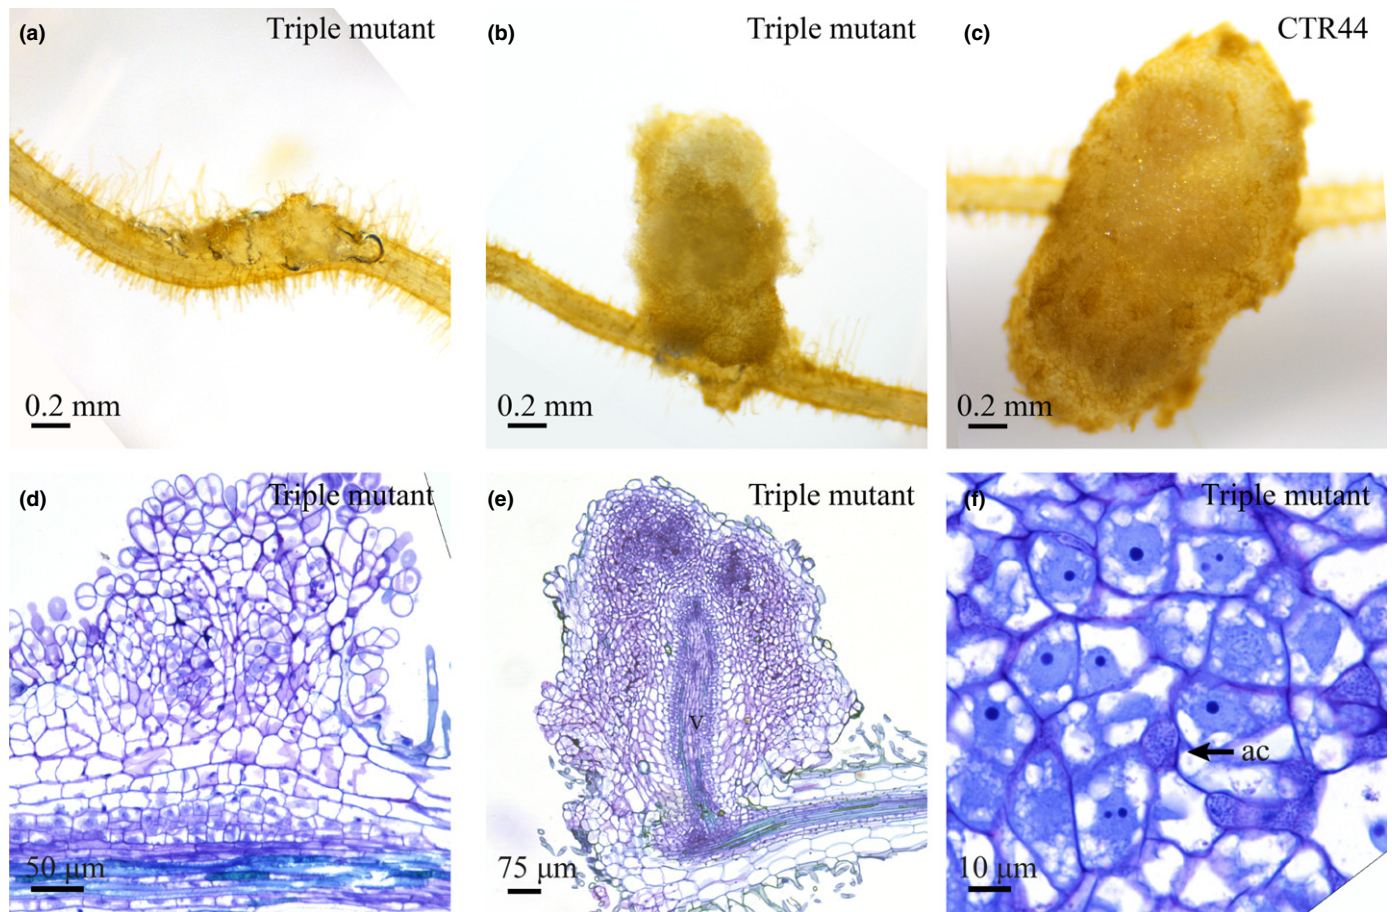 (a) Triple mutant
0.2 mm
(b) Triple mutant
0.2 mm
(c) CTR44
0.2 mm
(d) Triple mutant
50 μm
(e) Triple mutant
V
75 μm
(f) Triple mutant
ac
10 μm